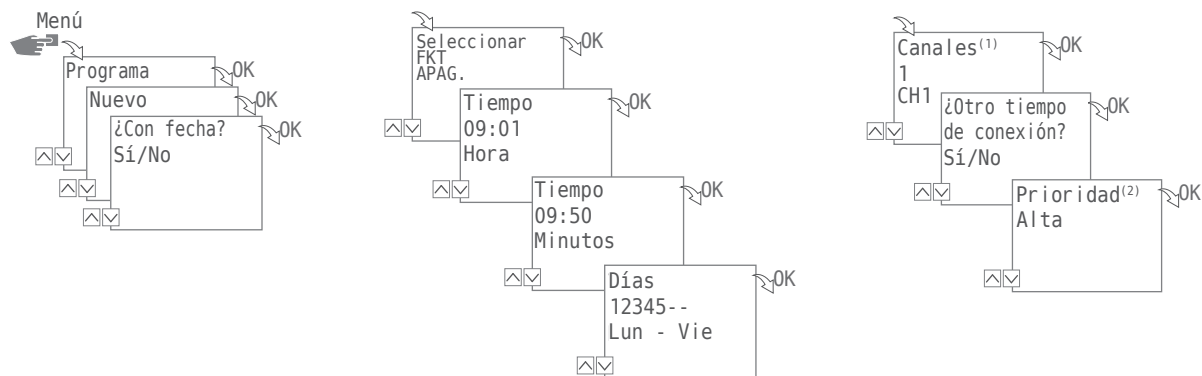 Menú
Programa
OK
Nuevo
OK
¿Con fecha?
Sí/No
OK
Seleccionar
FKT
APAG.
OK
Tiempo
09:01
Hora
OK
Tiempo
09:50
Minutos
OK
Días
12345--
Lun - Vie
OK
Canales(1)
1
CH1
OK
¿Otro tiempo
de conexión?
Sí/No
OK
Prioridad(2)
Alta
OK